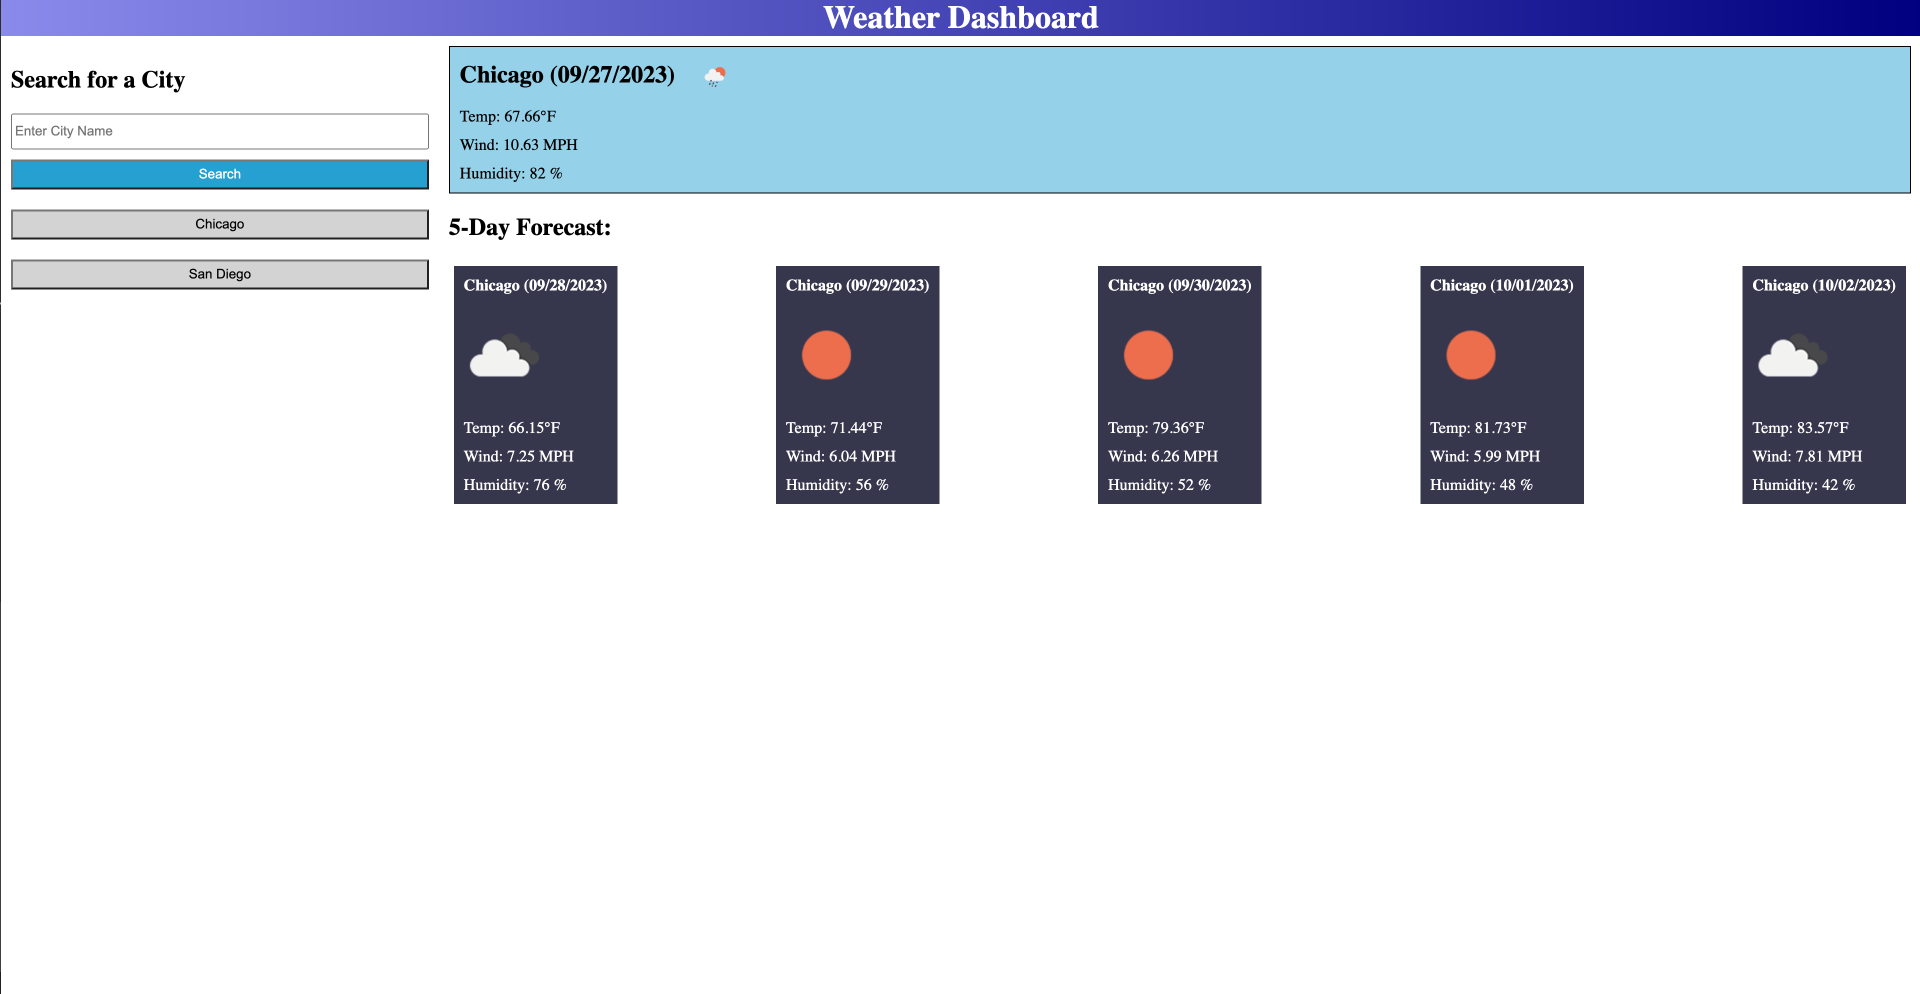 Weather Dashboard
Search for a City
Enter City Name
Search
Chicago
San Diego
Chicago (09/27/2023)
Temp: 67.66°F
Wind: 10.63 MPH
Humidity: 82 %
5-Day Forecast:
Chicago (09/28/2023)
Temp: 66.15°F
Wind: 7.25 MPH
Humidity: 76 %
Chicago (09/29/2023)
Temp: 71.44°F
Wind: 6.04 MPH
Humidity: 56 %
Chicago (09/30/2023)
Temp: 79.36°F
Wind: 6.26 MPH
Humidity: 52 %
Chicago (10/01/2023)
Temp: 81.73°F
Wind: 5.99 MPH
Humidity: 48 %
Chicago (10/02/2023)
Temp: 83.57°F
Wind: 7.81 MPH
Humidity: 42 %